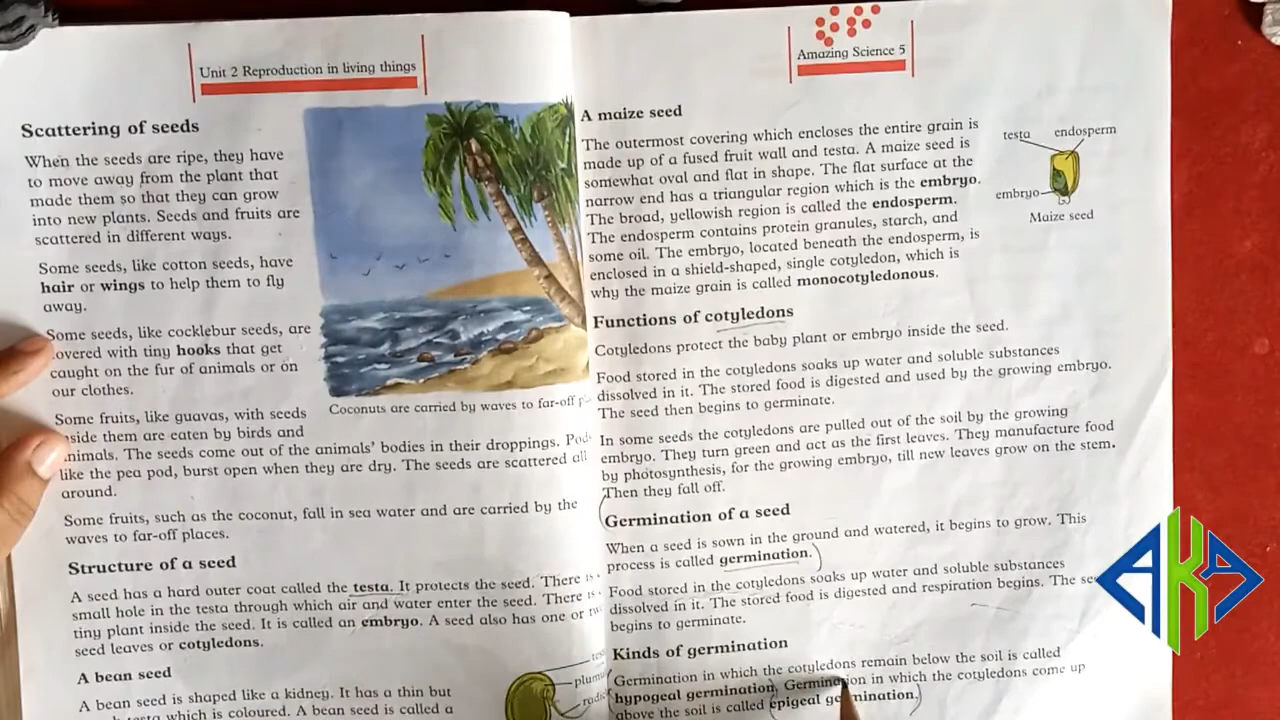 Unit 2 Reproduction in living things
Scattering of seeds
When the seeds are ripe, they have
to move away from the plant that
made them so that they can grow
into new plants. Seeds and fruits are
scattered in different ways.
Some seeds, like cotton seeds, have
hair or wings to help them to fly
away.
Some seeds, like cocklebur seeds, are
overed with tiny hooks that get
caught on the fur of animals or on
our clothes.
Some fruits, like guavas, with seeds
nside them are eaten by birds and
nimals. The seeds come out of the animals' bodies in their droppings. Pods
like the pea pod, burst open when they are dry. The seeds are scattered all
around.
Some fruits, such as the coconut, fall in sea water and are carried by the
waves to far-off places.
Coconuts are carried by waves to far-off
Structure of a seed
A seed has a hard outer coat called the testa. It protects the seed. There is
small hole in the testa through which air and water enter the seed. There is
tiny plant inside the seed. It is called an embryo. A seed also has one or
seed leaves or cotyledons.
A bean seed
A bean seed is shaped like a kidney. It has a thin but
testa which is coloured. A bean seed is called a
Amazing Science 5
A maize seed
The outermost covering which encloses the entire grain is
made up of a fused fruit wall and testa. A maize seed is
somewhat oval and flat in shape. The flat surface at the
narrow end has a triangular region which is the embryo.
The broad, yellowish region is called the endosperm.
The endosperm contains protein granules, starch, and
some oil. The embryo, located beneath the endosperm, is
enclosed in a shield-shaped, single cotyledon, which is
why the maize grain is called monocotyledonous.
testa endosperm
embryo
Maize seed
Functions of cotyledons
Cotyledons protect the baby plant or embryo inside the seed.
Food stored in the cotyledons soaks up water and soluble substances
dissolved in it. The stored food is digested and used by the growing embryo.
The seed then begins to germinate.
In some seeds the cotyledons are pulled out of the soil by the growing
embryo. They turn green and act as the first leaves. They manufacture food
by photosynthesis, for the growing embryo, till new leaves grow on the stem.
Then they fall off.
Germination of a seed
When a seed is sown in the ground and watered, it begins to grow. This
process is called germination.
Food stored in the cotyledons soaks up water and soluble substances
dissolved in it. The stored food is digested and respiration begins. The
begins to germinate.
Kinds of germination
Germination in which the cotyledons remain below the soil is called
hypogeal germination. Germination in which the cotyledons come up
above the soil is called epigeal germination.
AKA